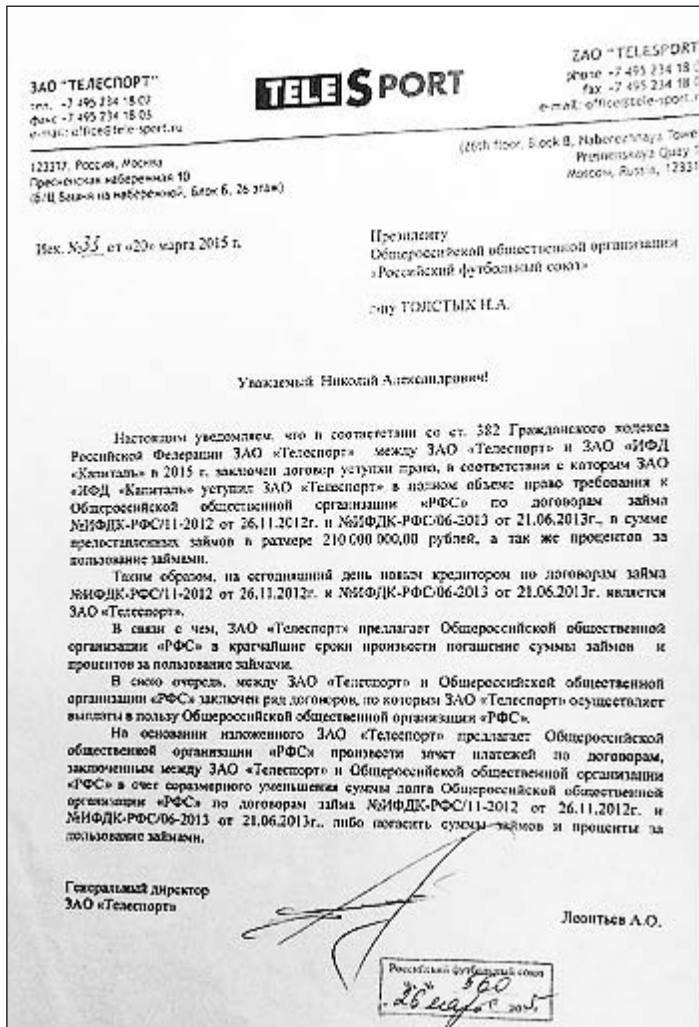 ЗАО "ТЕЛЕСПОРТ"
тел. -7 495 234 18 02
факс -7 495 234 18 03
e-mail: office@tele-sport.ru
TELE SPORT
ZAO "TELESPORT"
phone -7 495 234 18
fax -7 495 234 18
e-mail: office@tele-sport.
123317, Россия, Москва
Пресненская набережная 10
(Б/Ц Башня на набережной, Блок Б, 26 этаж)
(26th floor, Block B, Naberezhnaya Tower
Presnenskaya Quay 1
Moscow, Russia, 12331
Исх. №35 от «20» марта 2015 г.
Президенту
Общероссийской общественной организации
«Российский футбольный союз»
г-ну ТОЛСТЫХ Н.А.
Уважаемый Николай Александрович!
Настоящим уведомляем, что в соответствии со ст. 382 Гражданского кодекса
Российской Федерации ЗАО «Телеспорт» между ЗАО «Телеспорт» и ЗАО «ИФД
«Капиталъ» в 2015 г. заключен договор уступки прав, в соответствии с которым ЗАО
«ИФД «Капиталъ» уступил ЗАО «Телеспорт» в полном объеме право требования к
Общероссийской общественной организации «РФС» по договорам займа
№ИФДК-РФС/11-2012 от 26.11.2012г. и №ИФДК-РФС/06-2013 от 21.06.2013г., в сумме
предоставленных займов в размере 210 000 000,00 рублей, а так же процентов за
пользование займами.
Таким образом, на сегодняшний день новым кредитором по договорам займа
№ИФДК-РФС/11-2012 от 26.11.2012г. и №ИФДК-РФС/06-2013 от 21.06.2013г. является
ЗАО «Телеспорт».
В связи с чем, ЗАО «Телеспорт» предлагает Общероссийской общественной
организации «РФС» в кратчайшие сроки произвести погашение суммы займов и
процентов за пользование займами.
В свою очередь, между ЗАО «Телеспорт» и Общероссийской общественной
организации «РФС» заключен ряд договоров, по которым ЗАО «Телеспорт» осуществляет
выплаты в пользу Общероссийской общественной организации «РФС».
На основании изложенного ЗАО «Телеспорт» предлагает Общероссийской
общественной организации «РФС» произвести зачет платежей по договорам,
заключенным между ЗАО «Телеспорт» и Общероссийской общественной организации
«РФС» в счет соразмерного уменьшения суммы долга Общероссийской общественной
организации «РФС» по договорам займа №ИФДК-РФС/11-2012 от 26.11.2012г. и
№ИФДК-РФС/06-2013 от 21.06.2013г., либо погасить суммы займов и проценты за
пользование займами.
Генеральный директор
ЗАО «Телеспорт»
Леонтьев А.О.
Российский футбольный союз
560
26 марта 2015